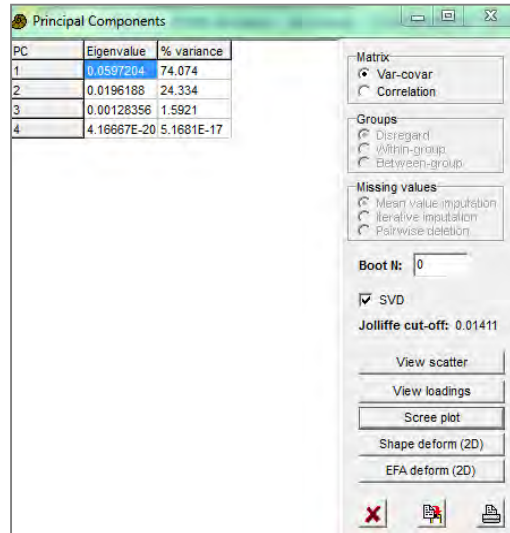 Principal Components
PC Eigenvalue % variance
1 0.0597204 74.074
2 0.0196188 24.334
3 0.00128356 1.5921
4 4.16667E-20 5.1681E-17
Matrix
Var-covar
Correlation
Groups
Disregard
Within-group
Between-group
Missing values
Mean value imputation
Iterative imputation
Pairwise deletion
Boot N: 0
SVD
Jolliffe cut-off: 0.01411
View scatter
View loadings
Scree plot
Shape deform (2D)
EFA deform (2D)